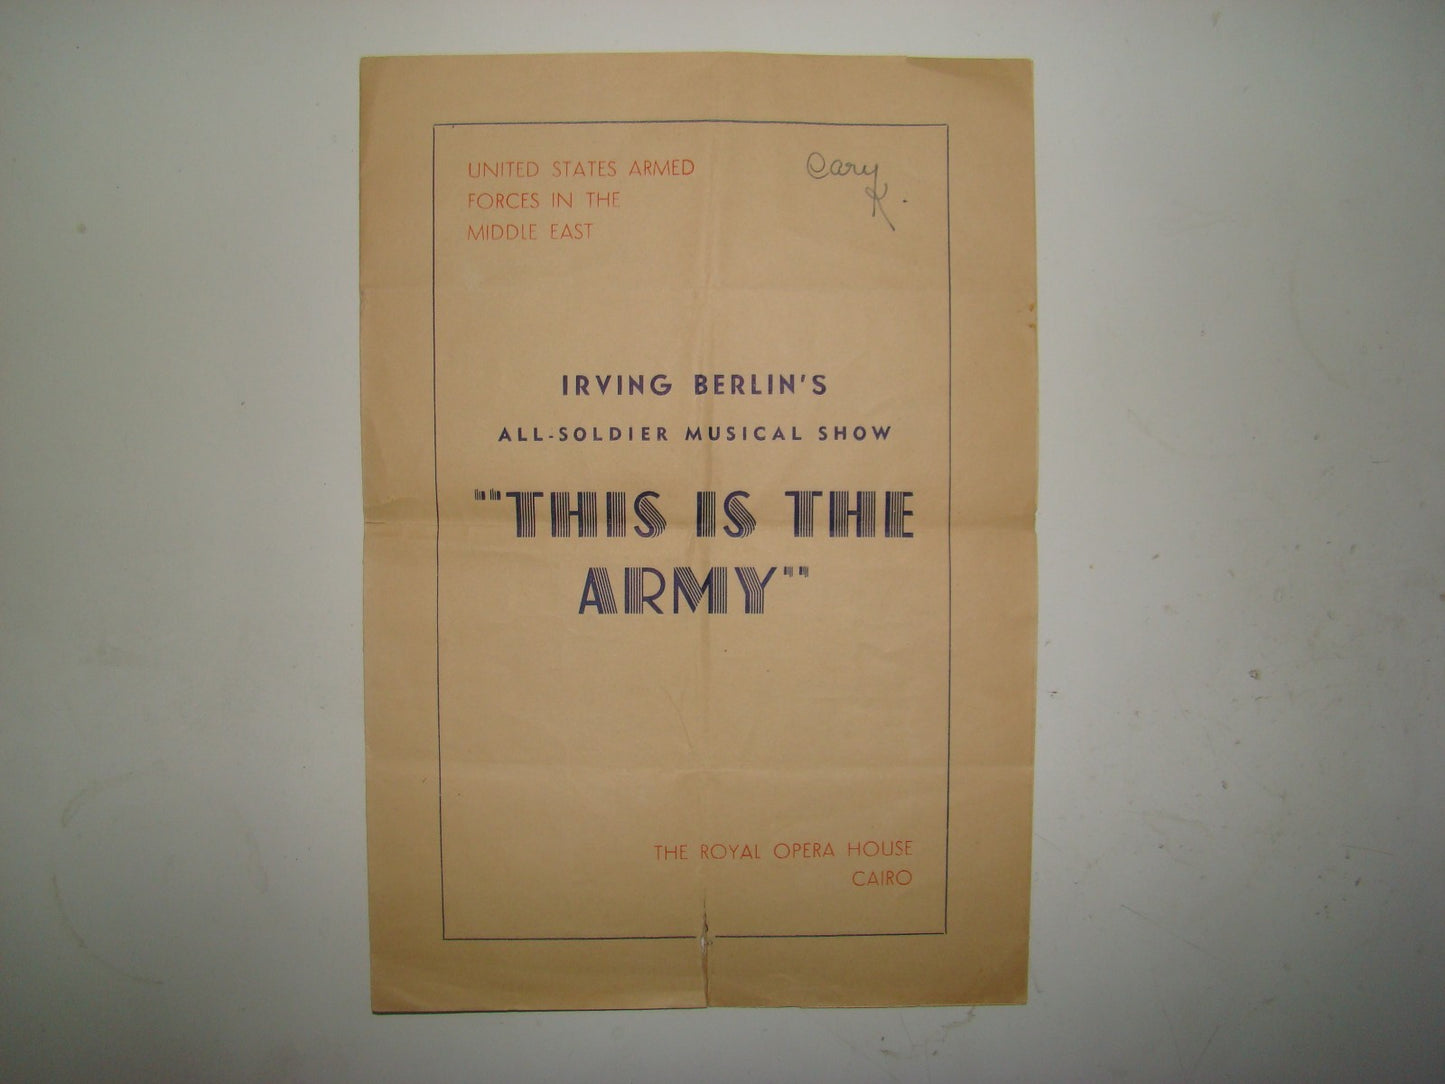 UNITED STATES ARMED
FORCES IN THE
MIDDLE EAST
Cary
K.
IRVING BERLIN'S
ALL-SOLDIER MUSICAL SHOW
"THIS IS THE
ARMY"
THE ROYAL OPERA HOUSE
CAIRO